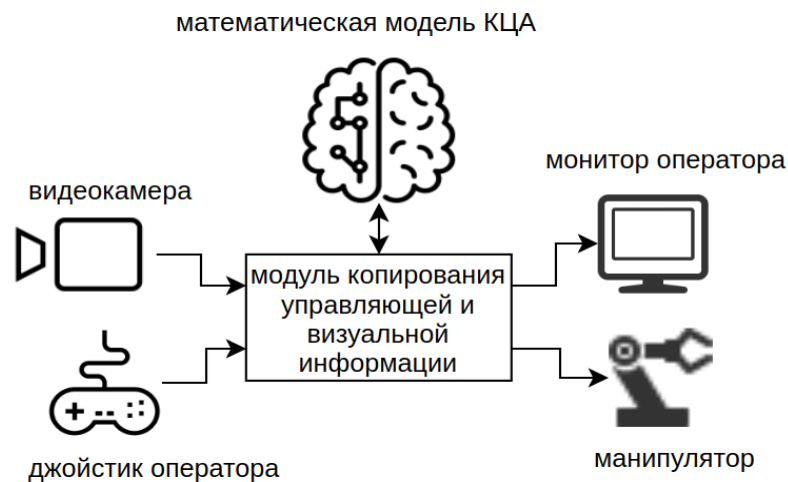 математическая модель КЦА
монитор оператора
видеокамера
модуль копирования
управляющей и
визуальной
информации
джойстик оператора
манипулятор